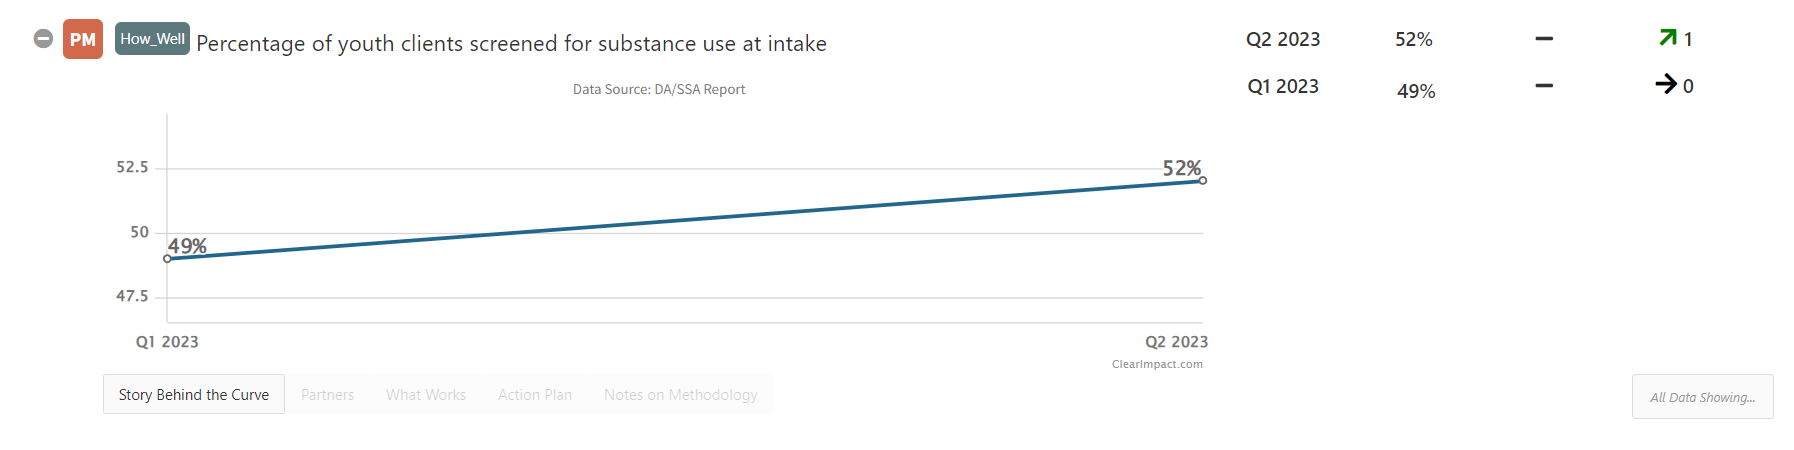 PM How_Well Percentage of youth clients screened for substance use at intake
Q2 2023 52% – 1
Q1 2023 49% – 0
Data Source: DA/SSA Report
52.5
50
47.5
49%
52%
Q1 2023 Q2 2023
ClearImpact.com
Story Behind the Curve Partners What Works Action Plan Notes on Methodology
All Data Showing...